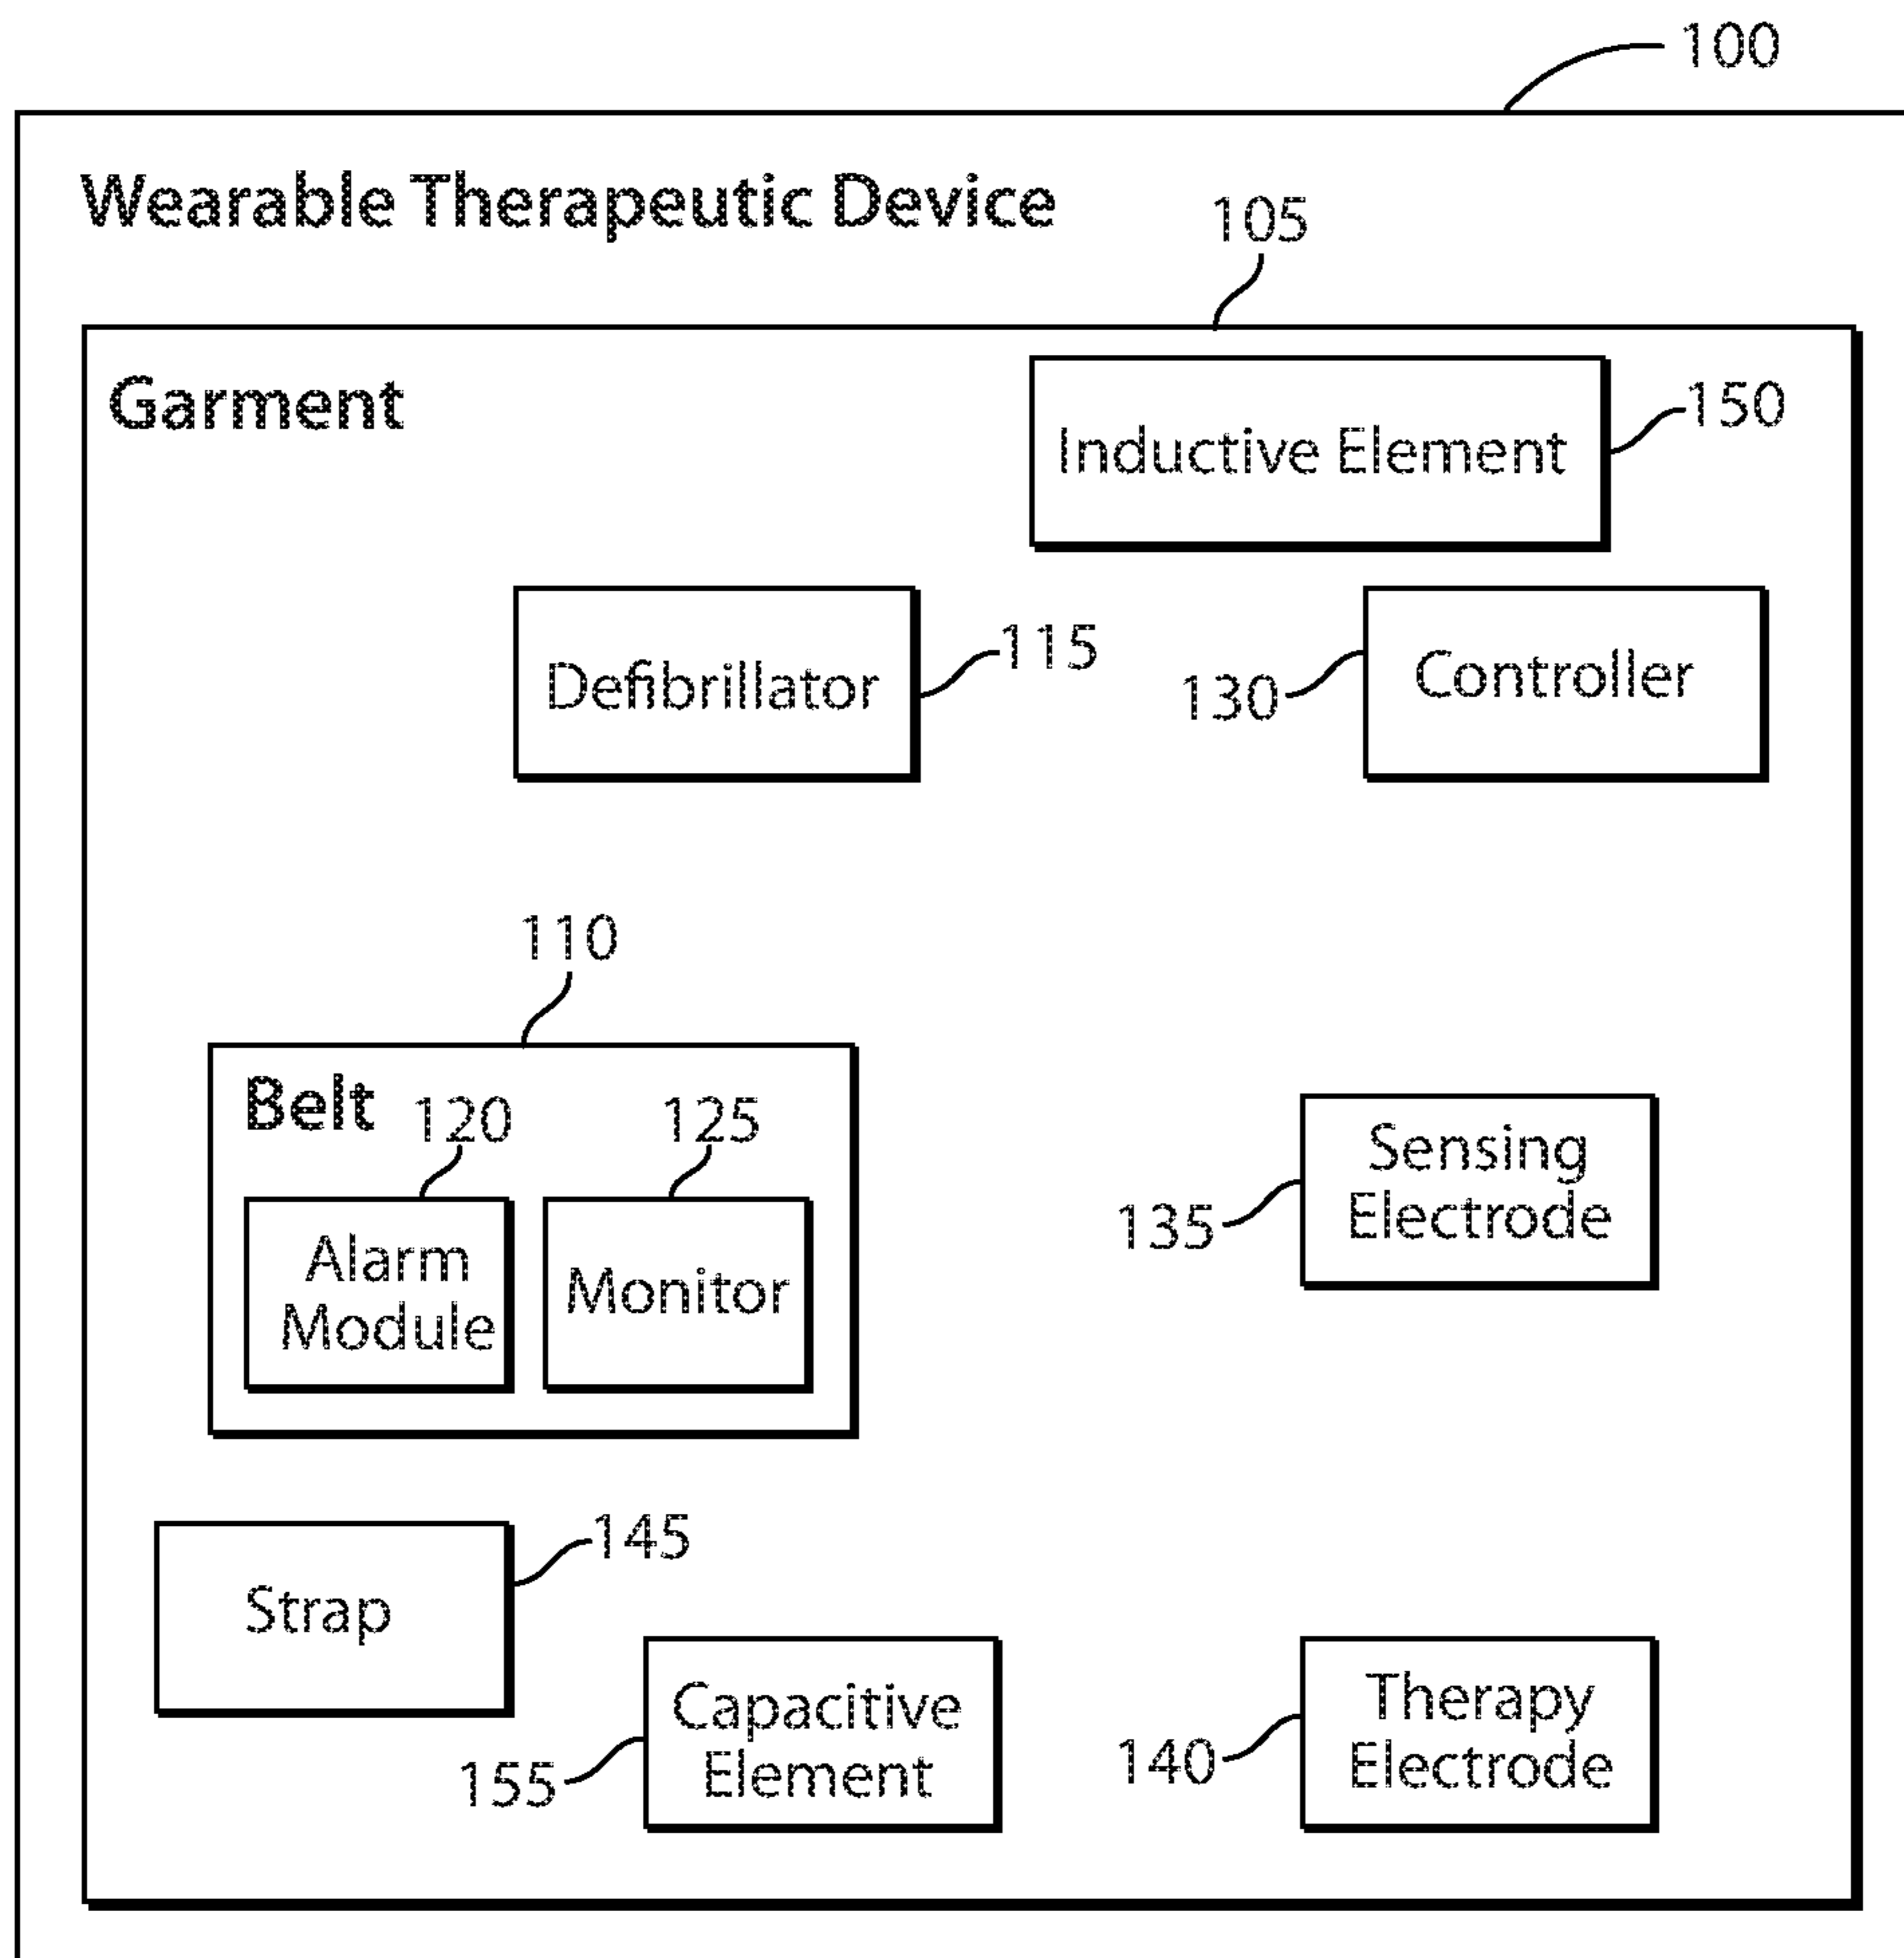 100
Wearable Therapeutic Device
105
Garment
Inductive Element
150
Defibrillator
115
130
Controller
110
Belt
120
125
Alarm
Module
Monitor
135
Sensing
Electrode
Strap
145
155
Capacitive
Element
140
Therapy
Electrode